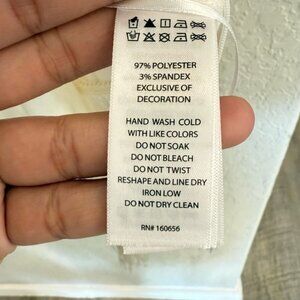 97% POLYESTER
3% SPANDEX
EXCLUSIVE OF
DECORATION
HAND WASH COLD
WITH LIKE COLORS
DO NOT SOAK
DO NOT BLEACH
DO NOT TWIST
RESHAPE AND LINE DRY
IRON LOW
DO NOT DRY CLEAN
RN# 160656